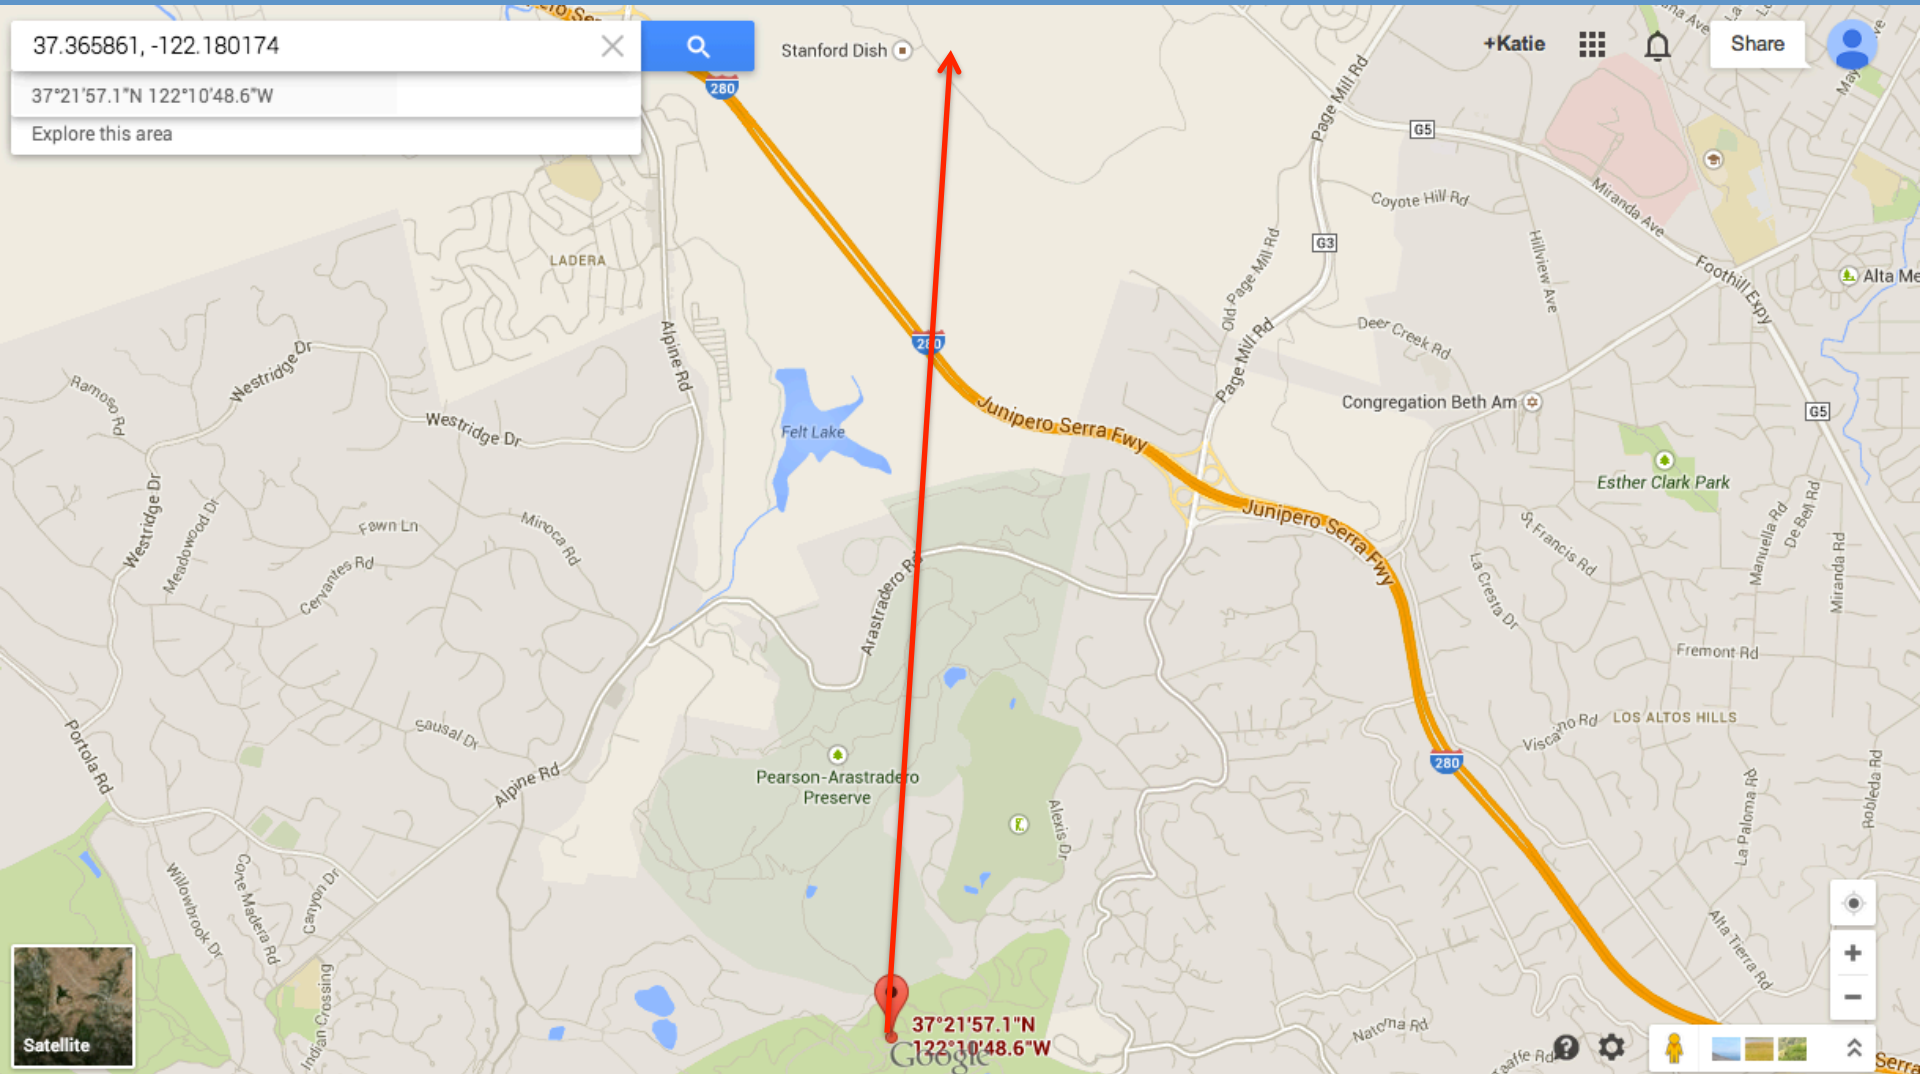 37.365861, -122.180174
37°21'57.1"N 122°10'48.6"W
Explore this area
280
Stanford Dish
+Katie
Share
Page Mill Rd
G5
Miranda Ave
Coyote Hill Rd
G3
Hillview Ave
Foothill Expy
Alta Me
LADERA
Old Page Mill Rd
Alpine Rd
Page Mill Rd
Deer Creek Rd
280
Westridge Dr
Ramoso Rd
Westridge Dr
Felt Lake
Junipero Serra Fwy
Congregation Beth Am
G5
Esther Clark Park
Westridge Dr
Meadowood Dr
Fawn Ln
Minoca Rd
Cervantes Rd
Junipero Serra Fwy
St Francis Rd
Manuella Rd
De Bell Rd
Miranda Rd
La Cresta Dr
Arastradero Rd
Fremont Rd
Portola Rd
Sausal Dr
Alpine Rd
Viscaino Rd
LOS ALTOS HILLS
280
Pearson-Arastradero
Preserve
Alexis Dr
La Paloma Rd
Robleda Rd
Willowbrook Dr
Corte Madera Rd
Canyon Dr
Indian Crossing
Alta Tierra Rd
37°21'57.1"N
122°10'48.6"W
Google
Natoma Rd
aaffe Rd
Satellite
Serra